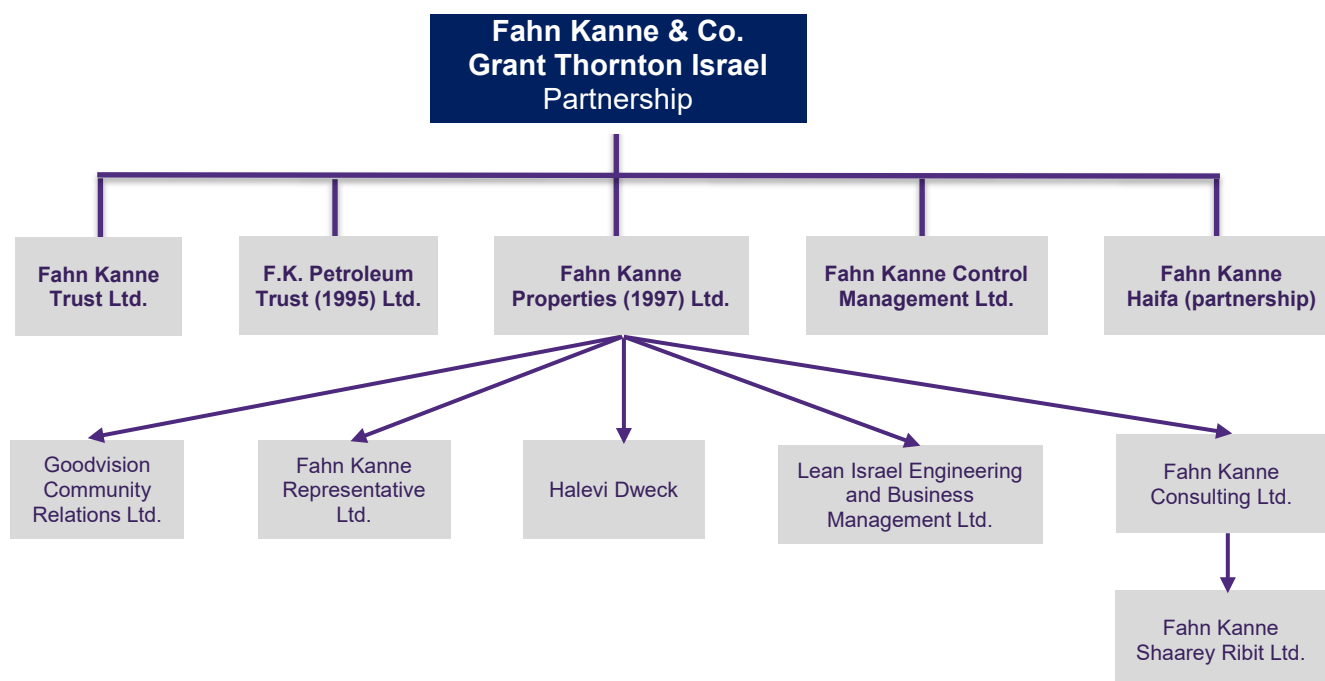 Fahn Kanne & Co.
Grant Thornton Israel
Partnership
Fahn Kanne
Trust Ltd.
F.K. Petroleum
Trust (1995) Ltd.
Fahn Kanne
Properties (1997) Ltd.
Fahn Kanne Control
Management Ltd.
Fahn Kanne
Haifa (partnership)
Goodvision
Community
Relations Ltd.
Fahn Kanne
Representative
Ltd.
Halevi Dweck
Lean Israel Engineering
and Business
Management Ltd.
Fahn Kanne
Consulting Ltd.
Fahn Kanne
Shaarey Ribit Ltd.